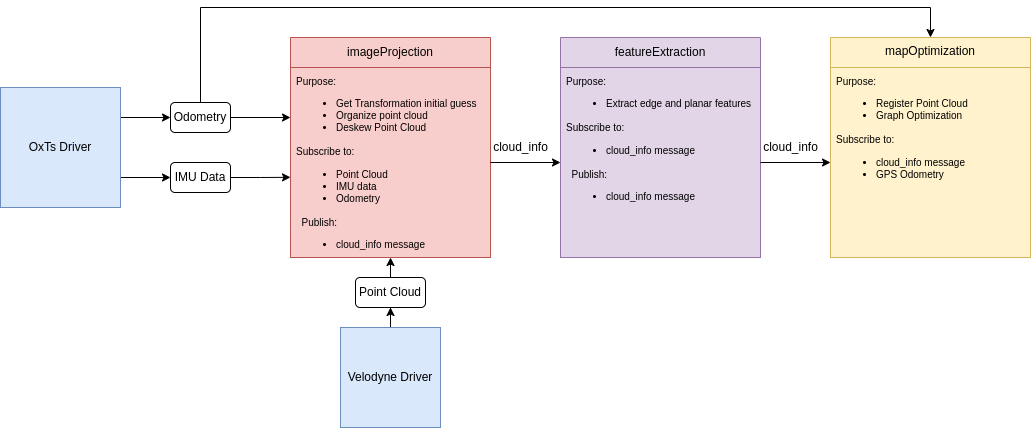 OxTs Driver
Odometry
IMU Data
imageProjection
Purpose:
• Get Transformation initial guess
• Organize point cloud
• Deskew Point Cloud
Subscribe to:
• Point Cloud
• IMU data
• Odometry
Publish:
• cloud_info message
Point Cloud
Velodyne Driver
cloud_info
featureExtraction
Purpose:
• Extract edge and planar features
Subscribe to:
• cloud_info message
Publish:
• cloud_info message
cloud_info
mapOptimization
Purpose:
• Register Point Cloud
• Graph Optimization
Subscribe to:
• cloud_info message
• GPS Odometry